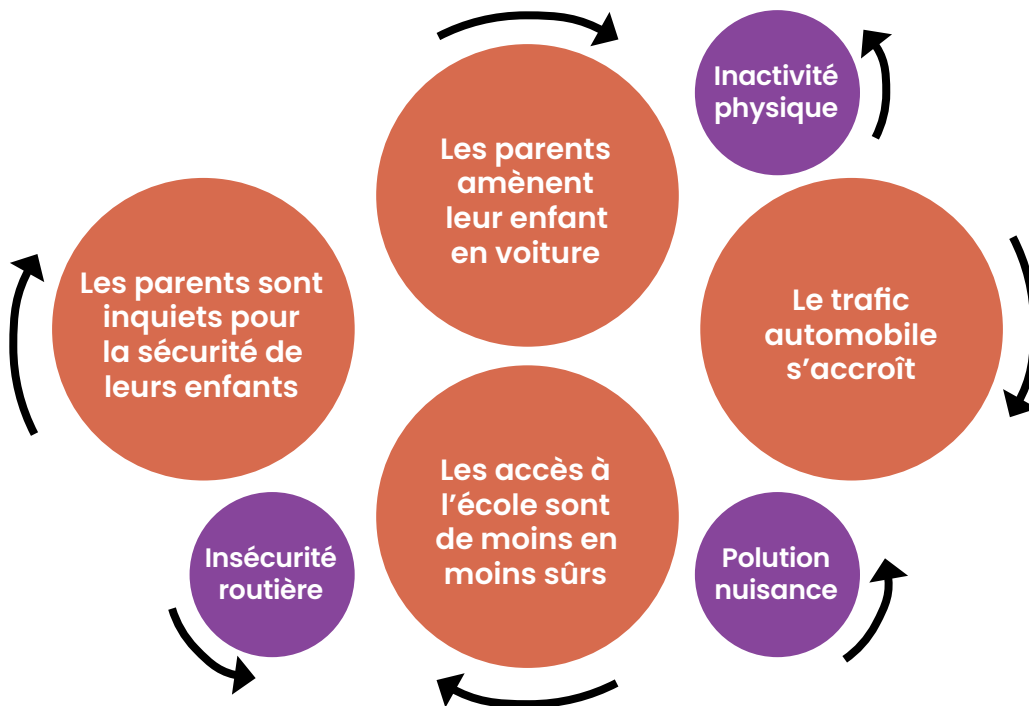 Inactivité
physique
Les parents
amènent
leur enfant
en voiture
Les parents sont
inquiets pour
la sécurité de
leurs enfants
Le trafic
automobile
s’accroît
Les accès à
l’école sont
de moins en
moins sûrs
Insécurité
routière
Polution
nuisance